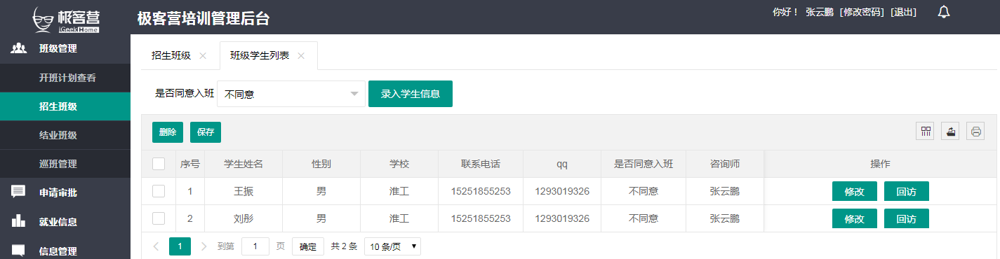 极客营
iGeekHome
极客营培训管理后台
你好！ 张云鹏 [修改密码] [退出]
班级管理
开班计划查看
招生班级
结业班级
巡班管理
申请审批
就业信息
信息管理
招生班级 班级学生列表
是否同意入班 不同意 录入学生信息
删除 保存
序号 学生姓名 性别 学校 联系电话 qq 是否同意入班 咨询师 操作
1 王振 男 淮工 15251855253 1293019326 不同意 张云鹏 修改 回访
2 刘彤 男 淮工 15251855253 1293019326 不同意 张云鹏 修改 回访
1 到第 1 页 确定 共 2 条 10 条/页